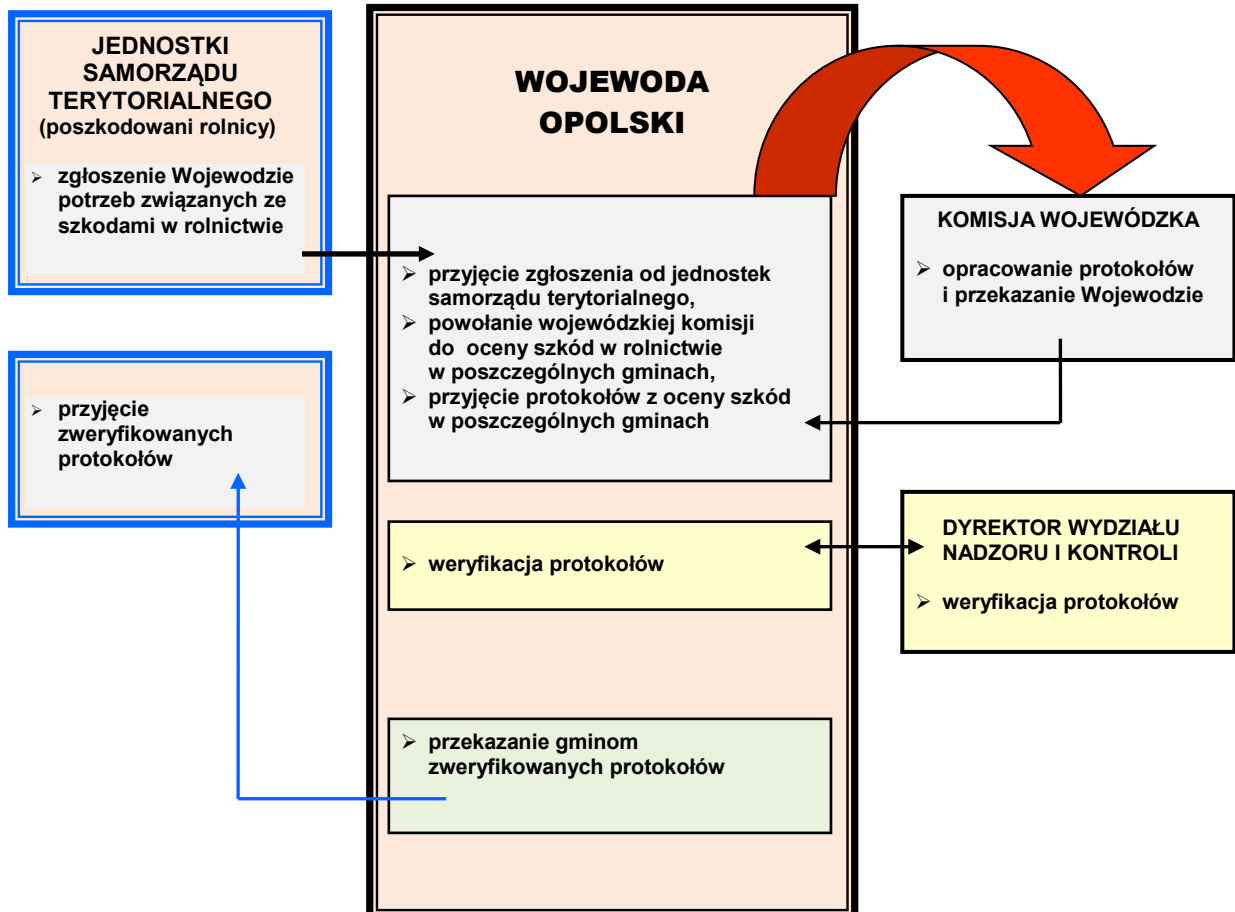 JEDNOSTKI
SAMORZĄDU
TERYTORIALNEGO
(poszkodowani rolnicy)
➢ zgłoszenie Wojewodzie
potrzeb związanych ze
szkodami w rolnictwie
➢ przyjęcie
zweryfikowanych
protokołów
WOJEWODA
OPOLSKI
➢ przyjęcie zgłoszenia od jednostek
samorządu terytorialnego,
➢ powołanie wojewódzkiej komisji
do oceny szkód w rolnictwie
w poszczególnych gminach,
➢ przyjęcie protokołów z oceny szkód
w poszczególnych gminach
➢ weryfikacja protokołów
➢ przekazanie gminom
zweryfikowanych protokołów
KOMISJA WOJEWÓDZKA
➢ opracowanie protokołów
i przekazanie Wojewodzie
DYREKTOR WYDZIAŁU
NADZORU I KONTROLI
➢ weryfikacja protokołów